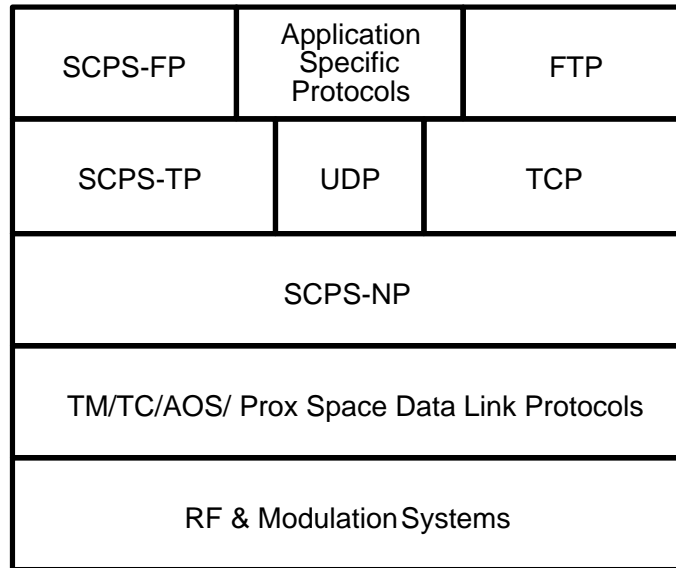 SCPS-FP
Application
Specific
Protocols
FTP
SCPS-TP
UDP
TCP
SCPS-NP
TM/TC/AOS/ Prox Space Data Link Protocols
RF & Modulation Systems